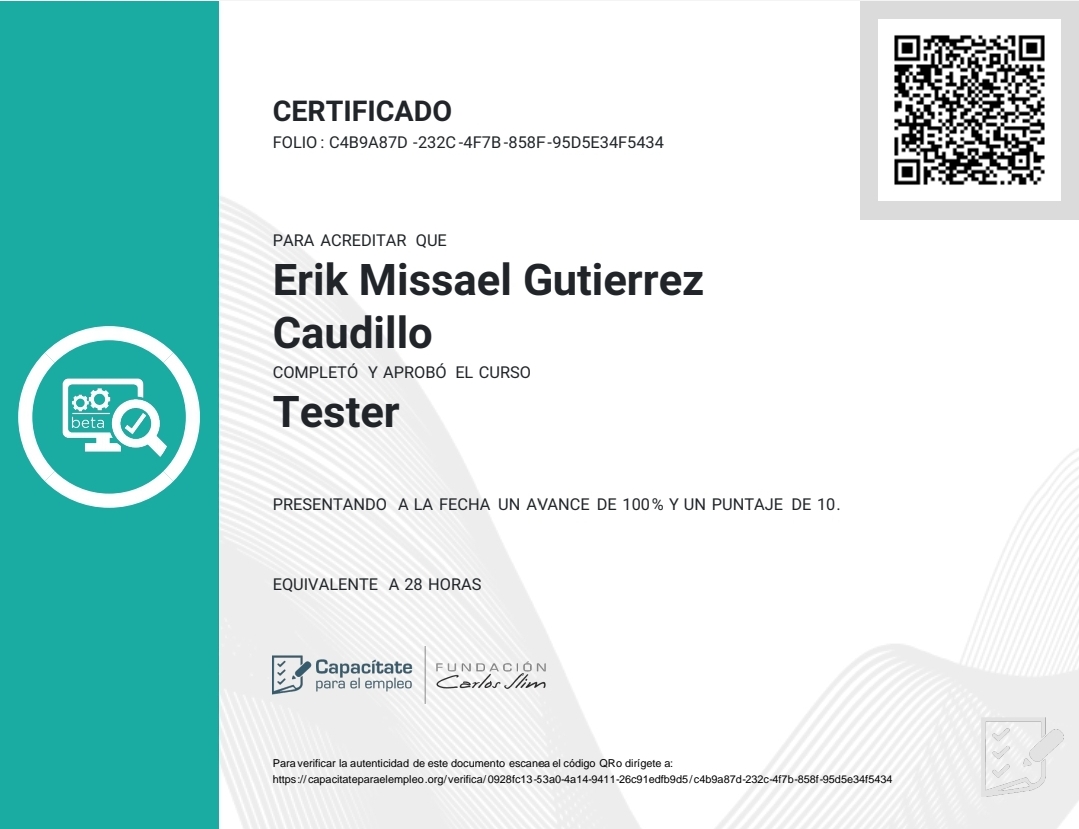 CERTIFICADO
FOLIO : C4B9A87D -232C -4F7B -858F -95D5E34F5434
PARA ACREDITAR QUE
Erik Missael Gutierrez
Caudillo
COMPLETÓ Y APROBÓ EL CURSO
Tester
beta
PRESENTANDO A LA FECHA UN AVANCE DE 100% Y UN PUNTAJE DE 10.
EQUIVALENTE A 28 HORAS
Capacítate
para el empleo
FUNDACIÓN
Carlos Slim
Para verificar la autenticidad de este documento escanea el código QR o dirígete a:
https://capacitateparaelempleo.org/verifica/0928fc13-53a0-4a14-9411-26c91edfb9d5/c4b9a87d-232c-4f7b-858f-95d5e34f5434